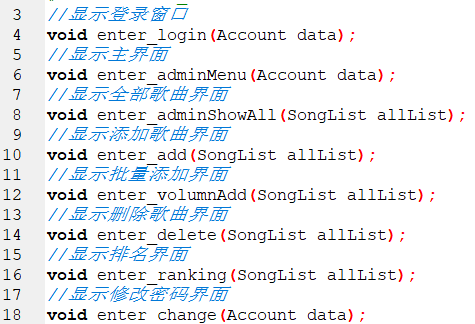 3 //显示登录窗口
4 void enter_login(Account data);
5 //显示主界面
6 void enter_adminMenu(Account data);
7 //显示全部歌曲界面
8 void enter_adminShowAll(SongList allList);
9 //显示添加歌曲界面
10 void enter_add(SongList allList);
11 //显示批量添加界面
12 void enter_volumnAdd(SongList allList);
13 //显示删除歌曲界面
14 void enter_delete(SongList allList);
15 //显示排名界面
16 void enter_ranking(SongList allList);
17 //显示修改密码界面
18 void enter_change(Account data);